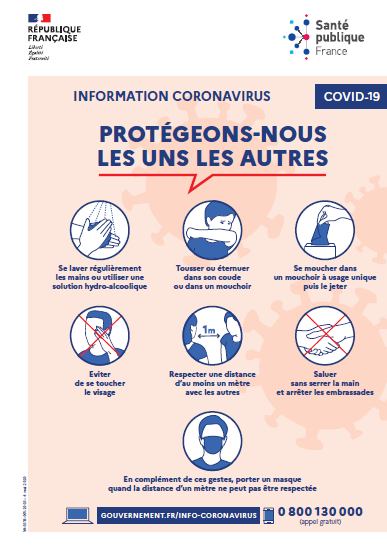 RÉPUBLIQUE
FRANÇAISE
Liberté
Égalité
Fraternité
Santé
publique
France
INFORMATION CORONAVIRUS
COVID-19
PROTÉGEONS-NOUS
LES UNS LES AUTRES
Se laver régulièrement
les mains ou utiliser une
solution hydro-alcoolique
Tousser ou éternuer
dans son coude
ou dans un mouchoir
Se moucher dans
un mouchoir à usage unique
puis le jeter
Eviter
de se toucher
le visage
1m
Respecter une distance
d'au moins un mètre
avec les autres
Saluer
sans serrer la main
et arrêter les embrassades
En complément de ces gestes, porter un masque
quand la distance d'un mètre ne peut pas être respectée
GOUVERNEMENT.FR/INFO-CORONAVIRUS
0 800 130 000
(appel gratuit)